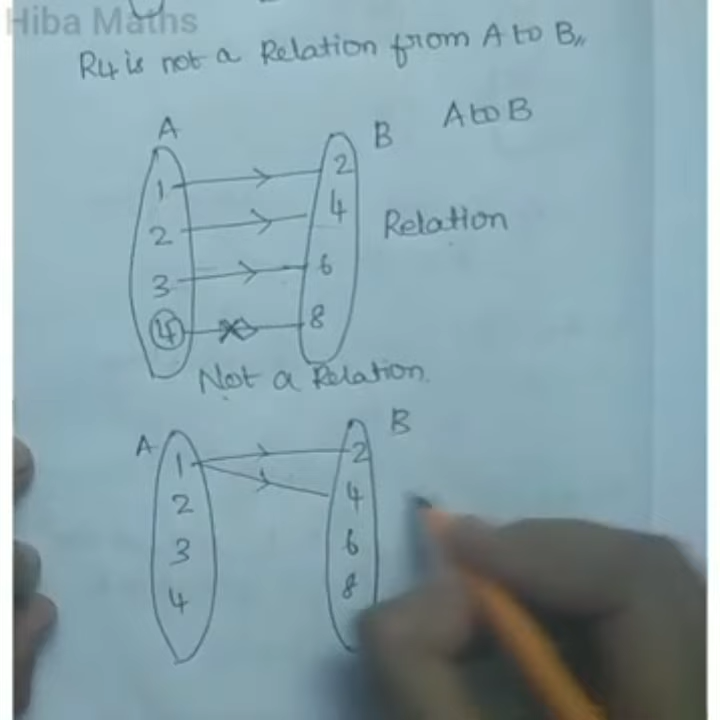 Hiba Maths
R4 is not a Relation from A to B,,
A B A to B
1 2
2 4 Relation
3 6
4 8
Not a Relation.
A B
1 2
2 4
3 6
4 8